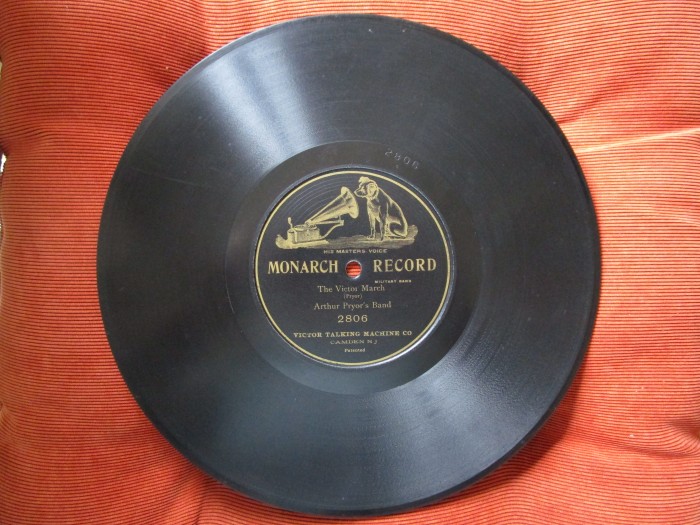 2806
HIS MASTERS VOICE
MONARCH RECORD
MILITARY BAND
The Victor March
(Pryor)
Arthur Pryor's Band
2806
VICTOR TALKING MACHINE CO
CAMDEN N J
Patented